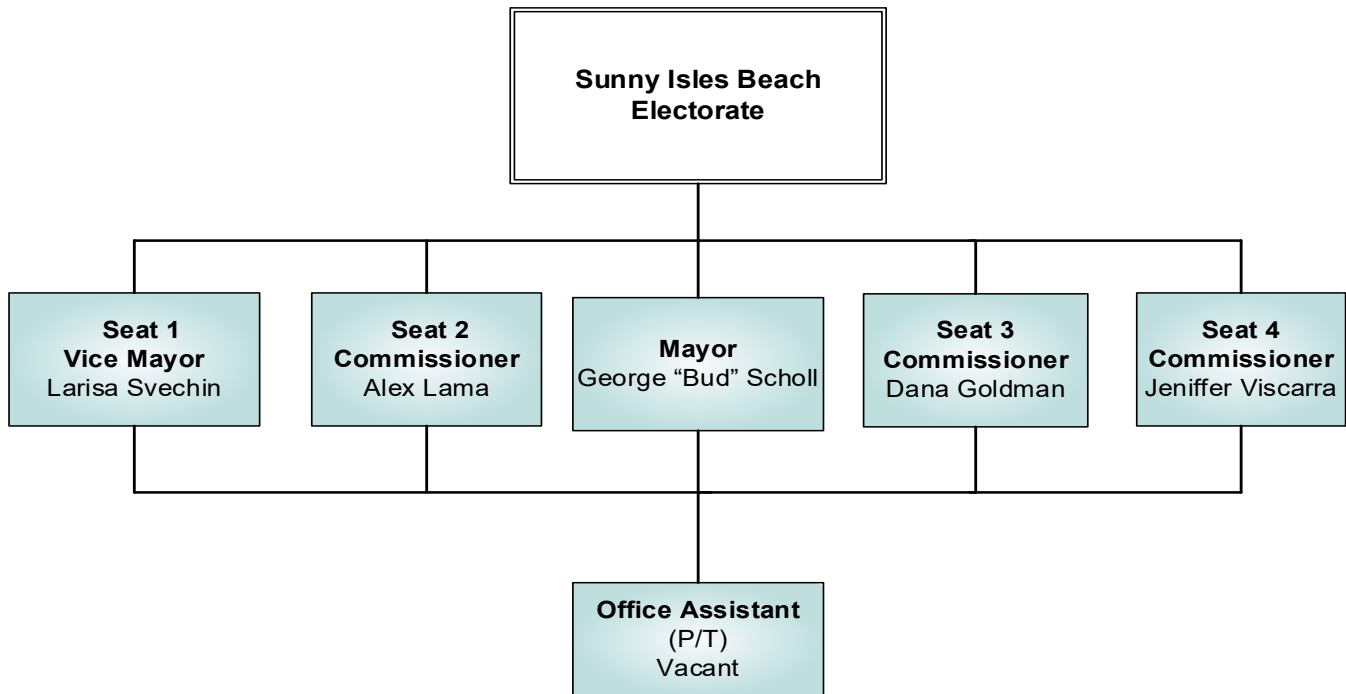 Sunny Isles Beach
Electorate
Seat 1
Vice Mayor
Larisa Svechin
Seat 2
Commissioner
Alex Lama
Mayor
George “Bud” Scholl
Seat 3
Commissioner
Dana Goldman
Seat 4
Commissioner
Jeniffer Viscarra
Office Assistant
(P/T)
Vacant